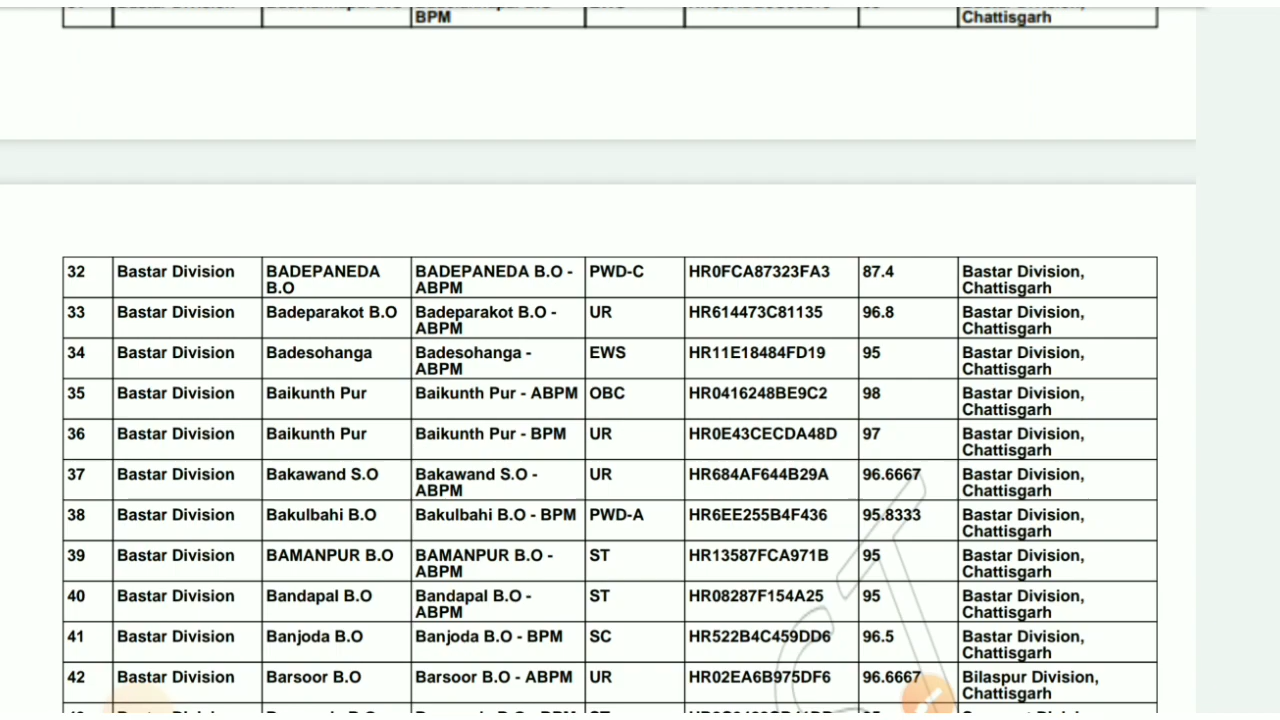 BPM Chattisgarh
32 Bastar Division BADEPANEDA BADEPANEDA B.O - PWD-C HR0FCA87323FA3 87.4 Bastar Division,
B.O ABPM Chattisgarh
33 Bastar Division Badeparakot B.O Badeparakot B.O - UR HR614473C81135 96.8 Bastar Division,
ABPM Chattisgarh
34 Bastar Division Badesohanga Badesohanga - EWS HR11E18484FD19 95 Bastar Division,
ABPM Chattisgarh
35 Bastar Division Baikunth Pur Baikunth Pur - ABPM OBC HR0416248BE9C2 98 Bastar Division,
Chattisgarh
36 Bastar Division Baikunth Pur Baikunth Pur - BPM UR HR0E43CECDA48D 97 Bastar Division,
Chattisgarh
37 Bastar Division Bakawand S.O Bakawand S.O - UR HR684AF644B29A 96.6667 Bastar Division,
ABPM Chattisgarh
38 Bastar Division Bakulbahi B.O Bakulbahi B.O - BPM PWD-A HR6EE255B4F436 95.8333 Bastar Division,
Chattisgarh
39 Bastar Division BAMANPUR B.O BAMANPUR B.O - ST HR13587FCA971B 95 Bastar Division,
ABPM Chattisgarh
40 Bastar Division Bandapal B.O Bandapal B.O - ST HR08287F154A25 95 Bastar Division,
ABPM Chattisgarh
41 Bastar Division Banjoda B.O Banjoda B.O - BPM SC HR522B4C459DD6 96.5 Bastar Division,
Chattisgarh
42 Bastar Division Barsoor B.O Barsoor B.O - ABPM UR HR02EA6B975DF6 96.6667 Bilaspur Division,
Chattisgarh